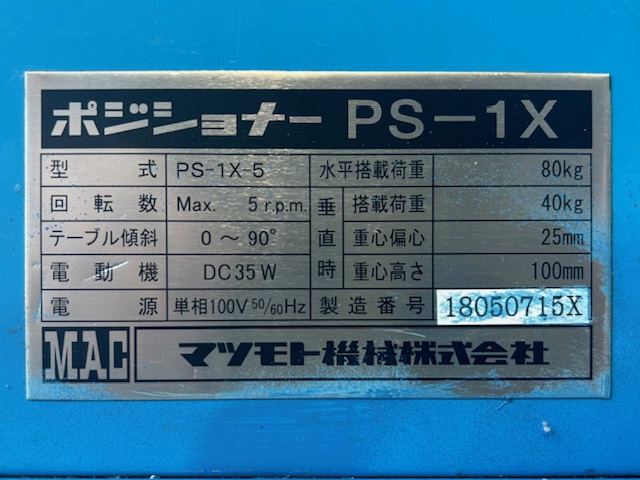 ポジショナー PS-1X
型式 PS-1X-5 水平搭載荷重 80kg
回転数 Max. 5 r.p.m. 垂直時 搭載荷重 40kg
テーブル傾斜 0～90° 重心偏心 25mm
電動機 DC35W 重心高さ 100mm
電源 単相100V 50/60Hz 製造番号 18050715X
MAC マツモト機械株式会社